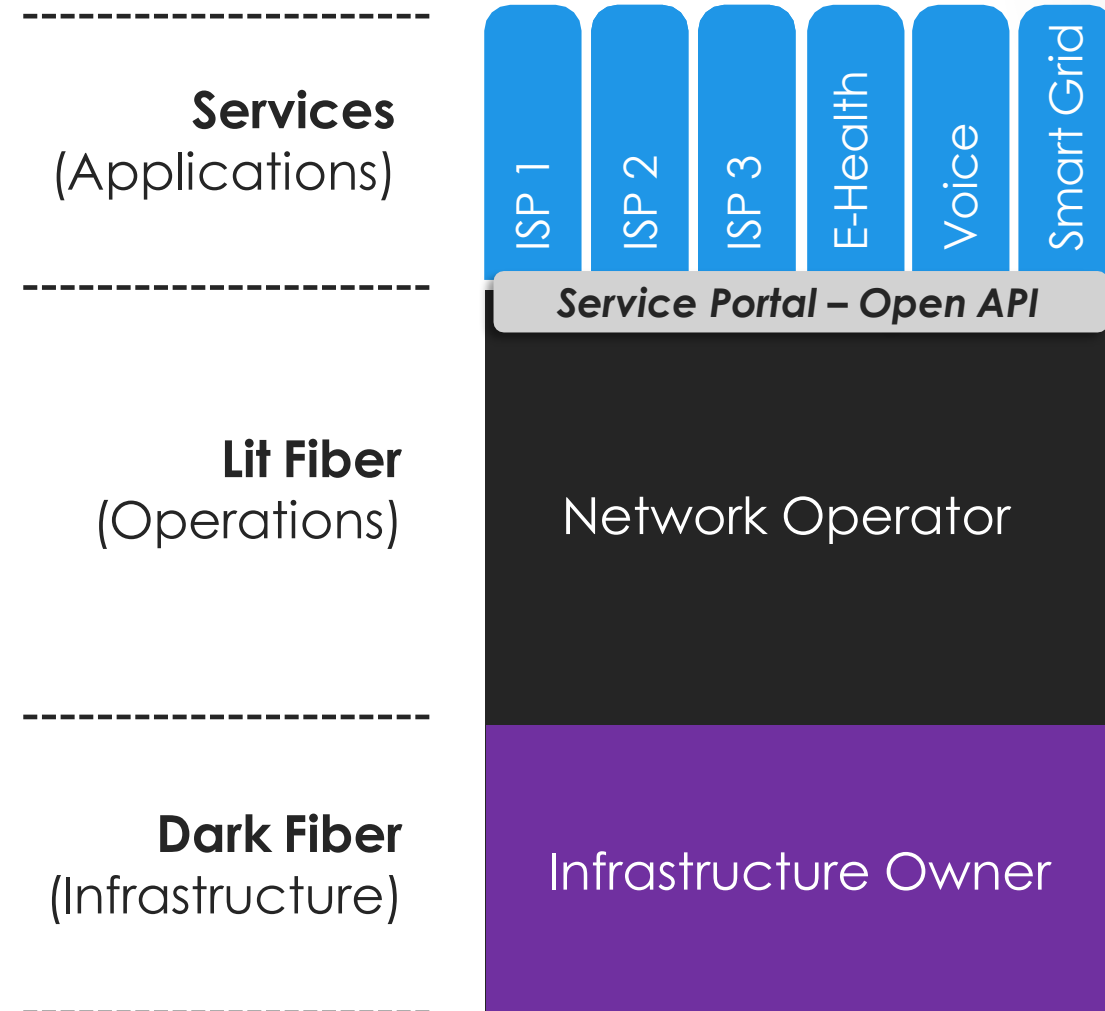 Services
(Applications)
ISP 1
ISP 2
ISP 3
E-Health
Voice
Smart Grid
Service Portal – Open API
Lit Fiber
(Operations)
Network Operator
Dark Fiber
(Infrastructure)
Infrastructure Owner